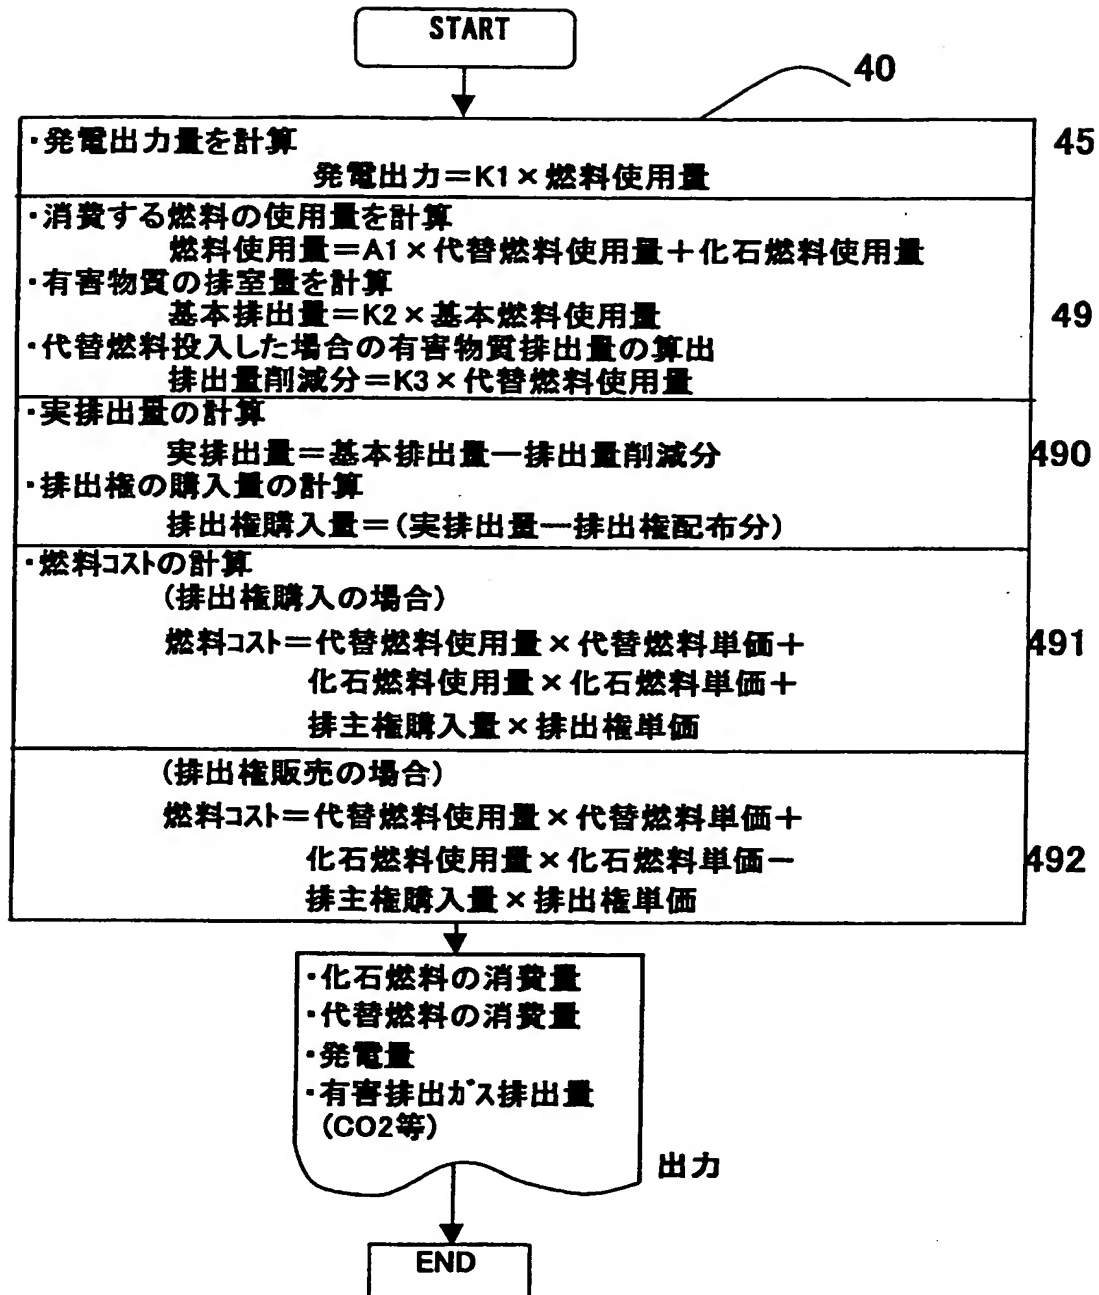 START
40
・発電出力量を計算
45
発電出力＝K1×燃料使用量
・消費する燃料の使用量を計算
燃料使用量＝A1×代替燃料使用量＋化石燃料使用量
・有害物質の排室量を計算
基本排出量＝K2×基本燃料使用量
49
・代替燃料投入した場合の有害物質排出量の算出
排出量削減分＝K3×代替燃料使用量
・実排出量の計算
実排出量＝基本排出量ー排出量削減分
490
・排出権の購入量の計算
排出権購入量＝(実排出量ー排出権配布分)
・燃料コストの計算
(排出権購入の場合)
燃料コスト＝代替燃料使用量×代替燃料単価＋
491
化石燃料使用量×化石燃料単価＋
排主権購入量×排出権単価
(排出権販売の場合)
燃料コスト＝代替燃料使用量×代替燃料単価＋
化石燃料使用量×化石燃料単価－
492
排主権購入量×排出権単価
・化石燃料の消費量
・代替燃料の消費量
・発電量
・有害排出ガス排出量
(CO2等)
出力
END